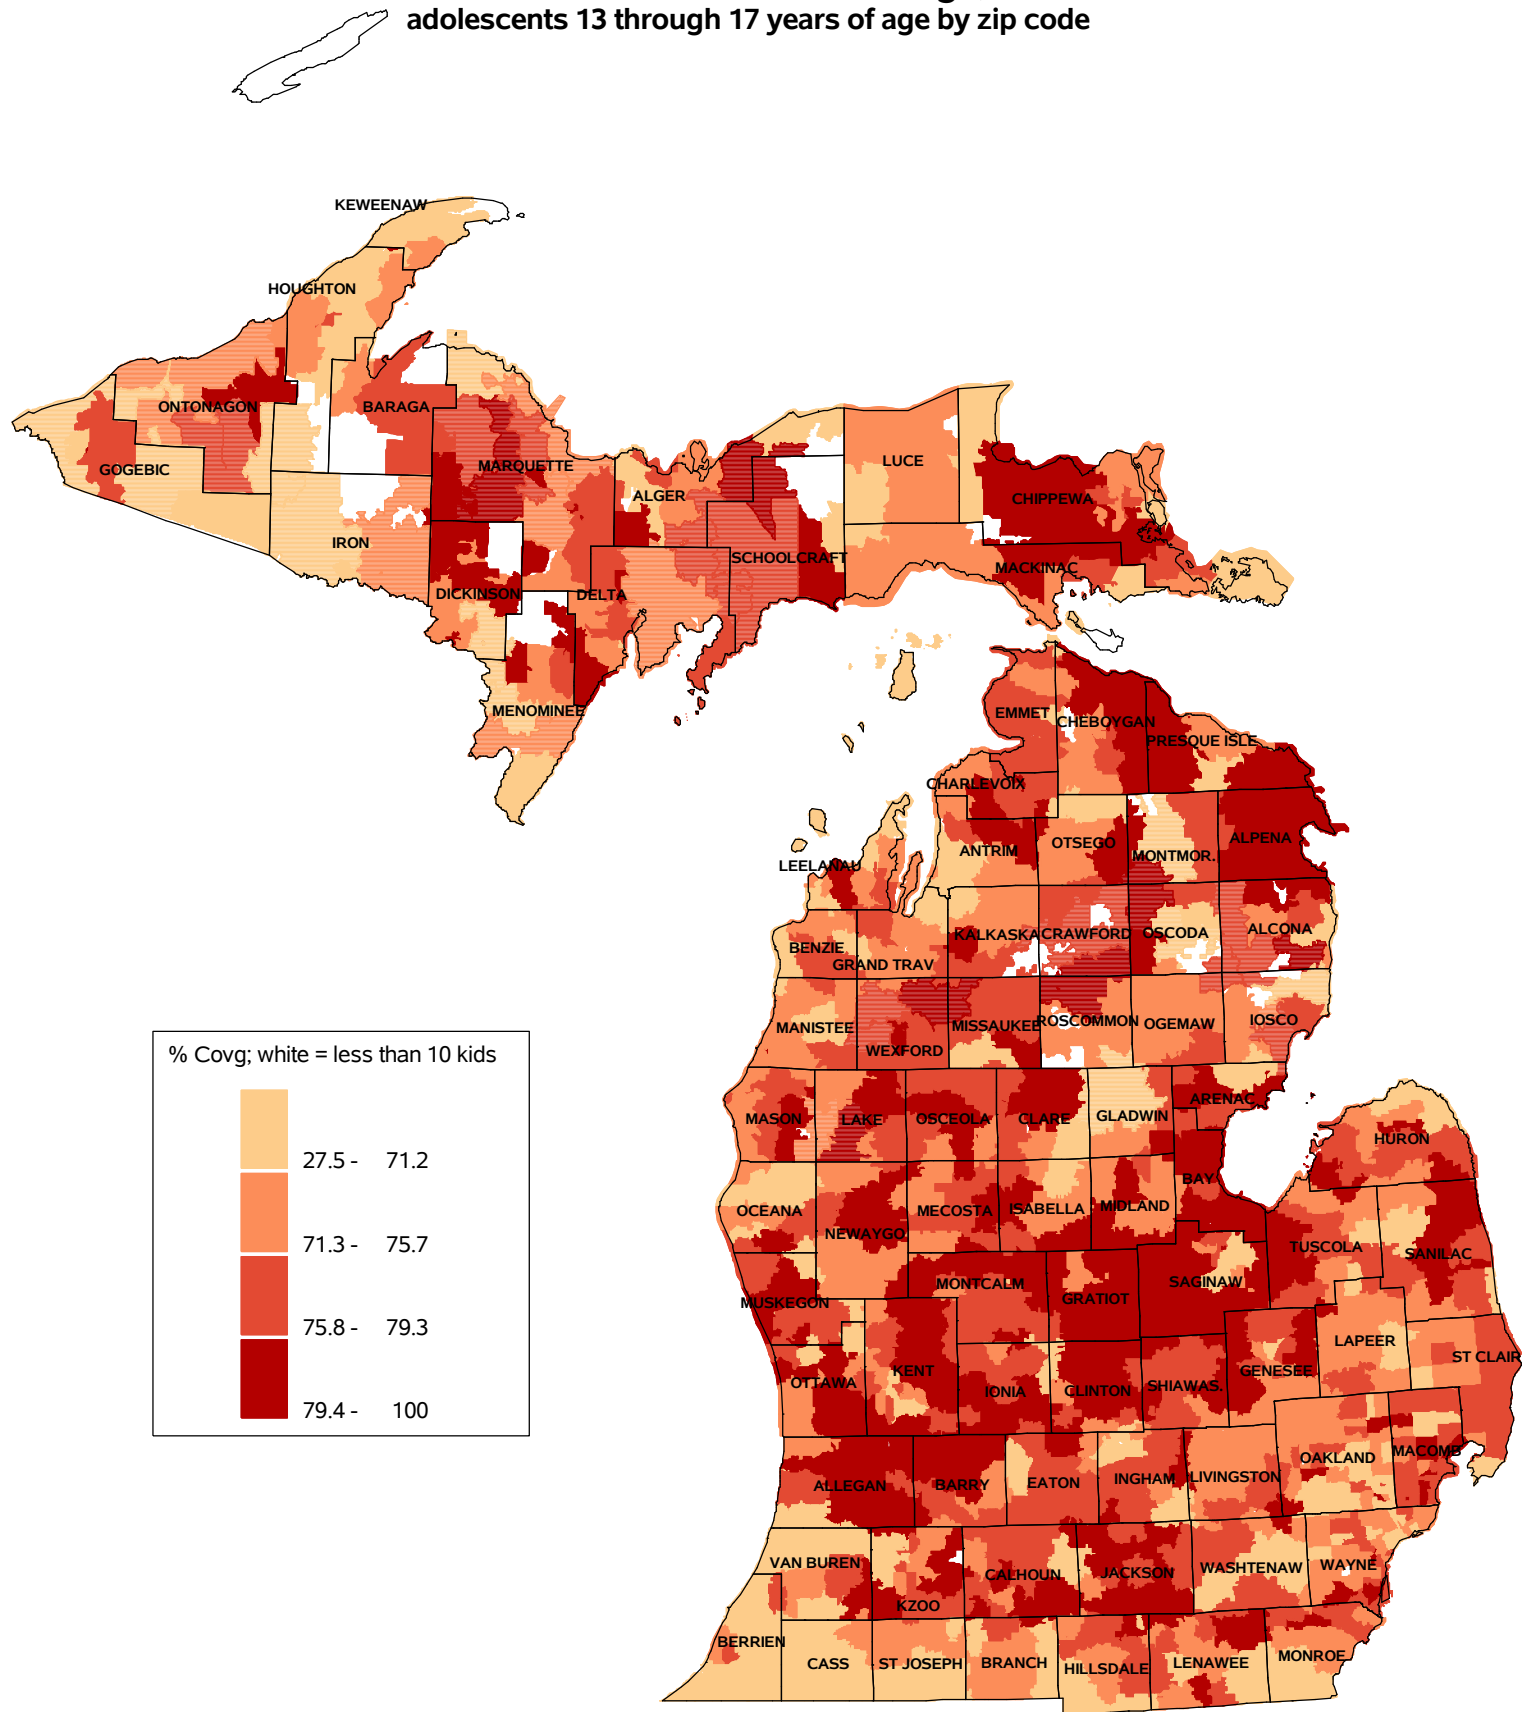 adolescents 13 through 17 years of age by zip code
KEWEENAW
HOUGHTON
ONTONAGON
BARAGA
GOGEBIC
MARQUETTE
LUCE
ALGER
CHIPPEWA
IRON
SCHOOLCRAFT
MACKINAC
DICKINSON
DELTA
MENOMINEE
EMMET
CHEBOYGAN
PRESQUE ISLE
CHARLEVOIX
ANTRIM
OTSEGO
MONTMOR.
ALPENA
LEELANAU
BENZIE
GRAND TRAV
KALKASKA
CRAWFORD
OSCODA
ALCONA
MANISTEE
WEXFORD
MISSAUKEE
ROSCOMMON
OGEMAW
IOSCO
% Covg; white = less than 10 kids
27.5 - 71.2
71.3 - 75.7
75.8 - 79.3
79.4 - 100
MASON
LAKE
OSCEOLA
CLARE
GLADWIN
ARENAC
HURON
OCEANA
NEWAYGO
MECOSTA
ISABELLA
MIDLAND
BAY
TUSCOLA
SANILAC
MUSKEGON
MONTCALM
GRATIOT
SAGINAW
OTTAWA
KENT
IONIA
CLINTON
SHIAWAS.
GENESEE
LAPEER
ST CLAIR
ALLEGAN
BARRY
EATON
INGHAM
LIVINGSTON
OAKLAND
MACOMB
VAN BUREN
KZOO
CALHOUN
JACKSON
WASHTENAW
WAYNE
BERRIEN
CASS
ST JOSEPH
BRANCH
HILLSDALE
LENAWEE
MONROE